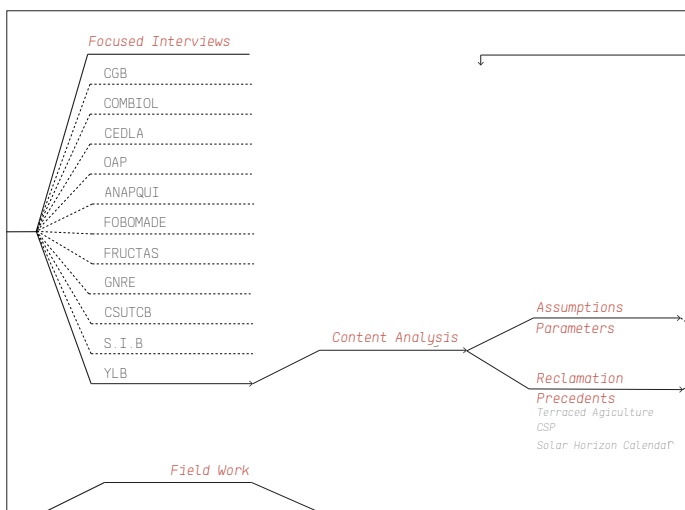 Focused Interviews
CGB
COMBIOL
CEDLA
OAP
ANAPQUI
FOBOMADE
FRUCTAS
GNRE
CSUTCB
S.I.B
YLB
Content Analysis
Assumptions
Parameters
Reclamation
Precedents
Terraced Agiculture
CSP
Solar Horizon Calendar
Field Work